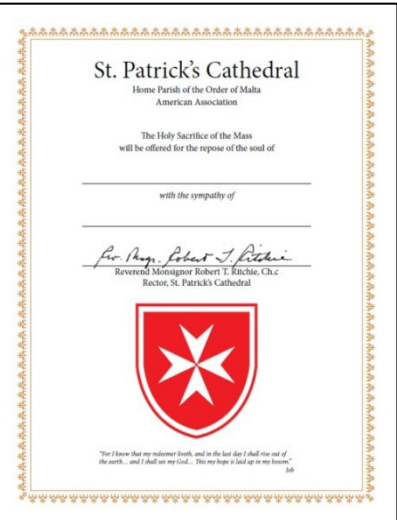 St. Patrick's Cathedral
Home Parish of the Order of Malta
American Association
The Holy Sacrifice of the Mass
will be offered for the repose of the soul of
with the sympathy of
Rev. Msgr. Robert T. Ritchie
Reverend Monsignor Robert T. Ritchie, Ch.c
Rector, St. Patrick's Cathedral
"For I know that my redeemer liveth, and in the last day I shall rise out of
the earth... and I shall see my God... This my hope is laid up in my bosom."
Job